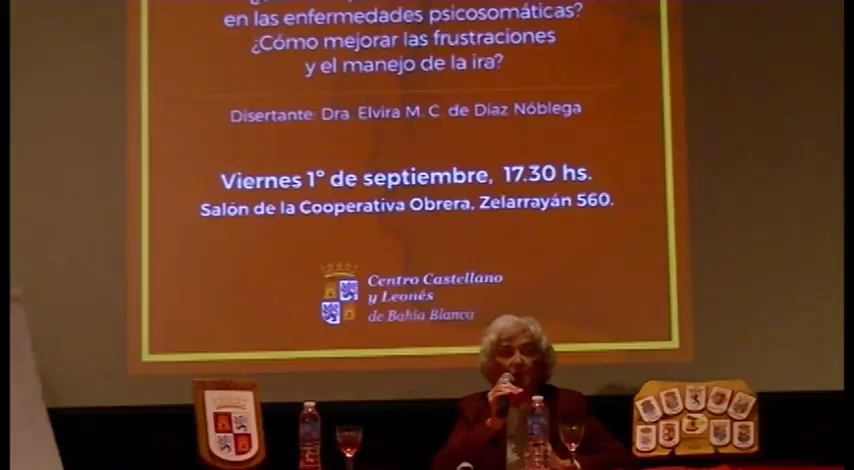 en las enfermedades psicosomáticas?
¿Cómo mejorar las frustraciones
y el manejo de la ira?
Disertante: Dra. Elvira M. C. de Díaz Nóblega
Viernes 1° de septiembre, 17.30 hs.
Salón de la Cooperativa Obrera, Zelarrayán 560.
Centro Castellano
y Leonés
de Bahía Blanca